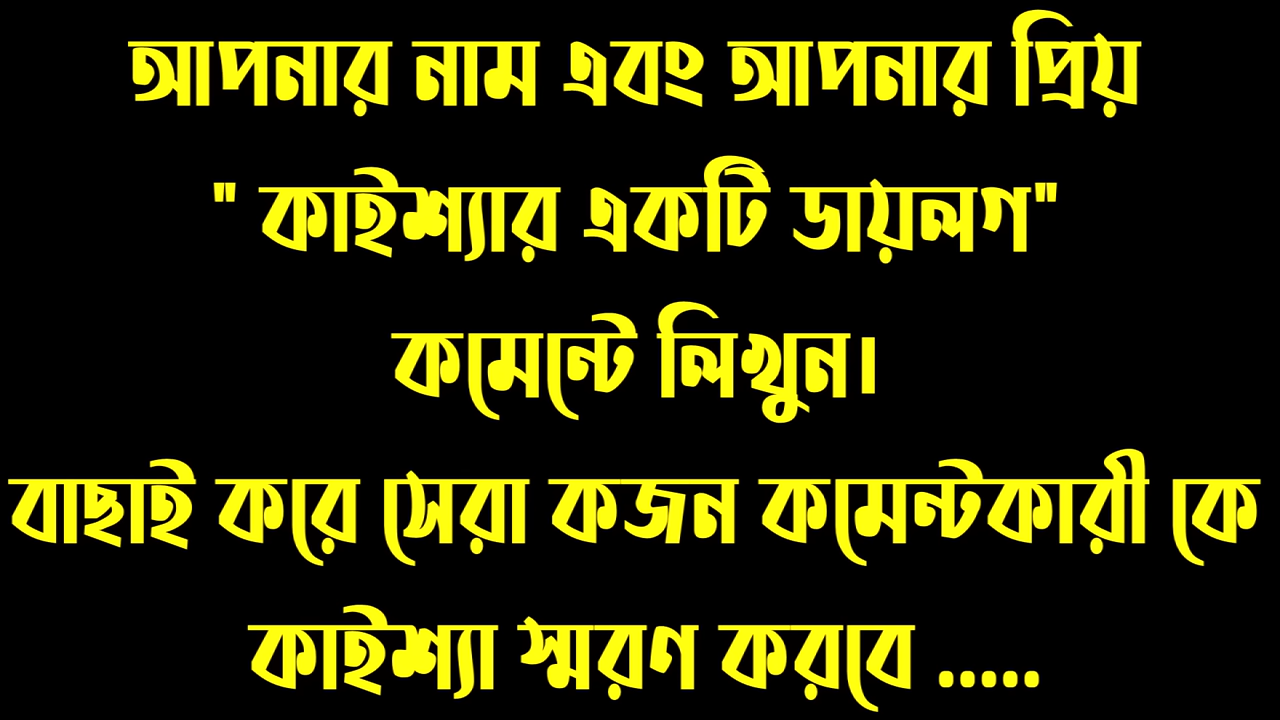 আপনার নাম এবং আপনার প্রিয়
" কাইশ্যার একটি ডায়লগ"
কমেন্টে লিখুন।
বাছাই করে সেরা কজন কমেন্টকারী কে
কাইশ্যা স্মরণ করবে .....